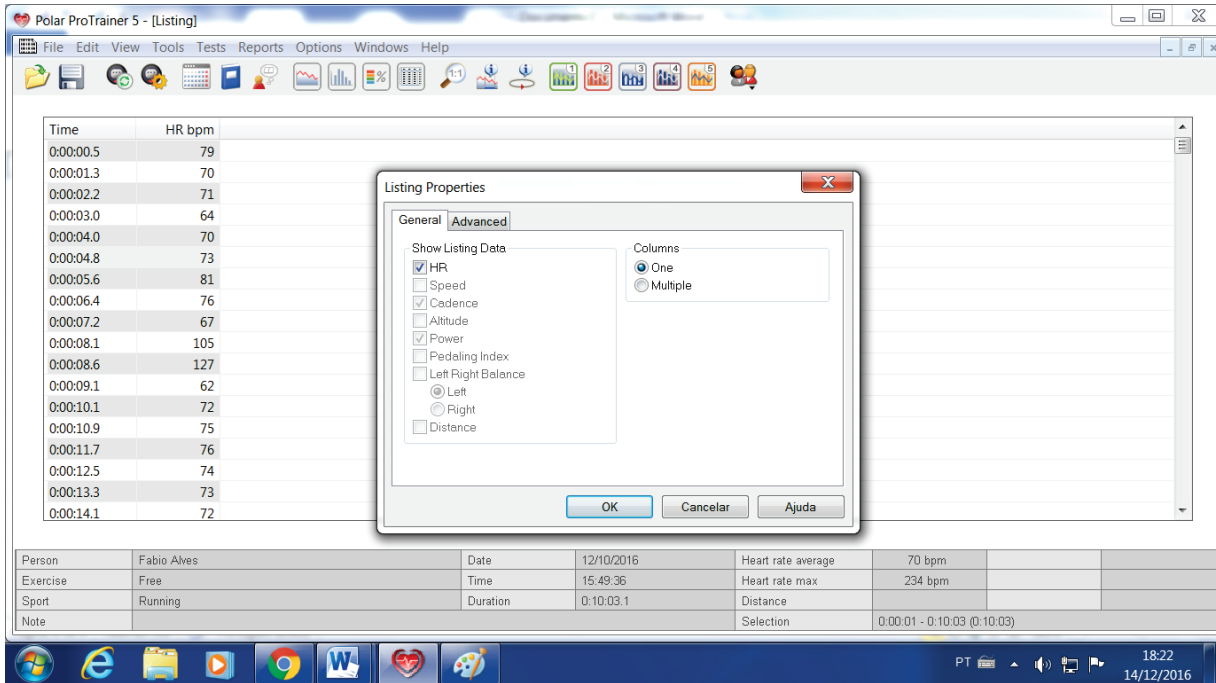 Polar ProTrainer 5 - [Listing]
File Edit View Tools Tests Reports Options Windows Help
1:1 1 2 3 4 5
Time HR bpm
0:00:00.5 79
0:00:01.3 70
0:00:02.2 71
0:00:03.0 64
0:00:04.0 70
0:00:04.8 73
0:00:05.6 81
0:00:06.4 76
0:00:07.2 67
0:00:08.1 105
0:00:08.6 127
0:00:09.1 62
0:00:10.1 72
0:00:10.9 75
0:00:11.7 76
0:00:12.5 74
0:00:13.3 73
0:00:14.1 72
Listing Properties
General Advanced
Show Listing Data
HR
Speed
Cadence
Altitude
Power
Pedaling Index
Left Right Balance
Left
Right
Distance
Columns
One
Multiple
OK Cancelar Ajuda
Person Fabio Alves Date 12/10/2016 Heart rate average 70 bpm
Exercise Free Time 15:49:36 Heart rate max 234 bpm
Sport Running Duration 0:10:03.1 Distance
Note Selection 0:00:01 - 0:10:03 (0:10:03)
PT 18:22
14/12/2016